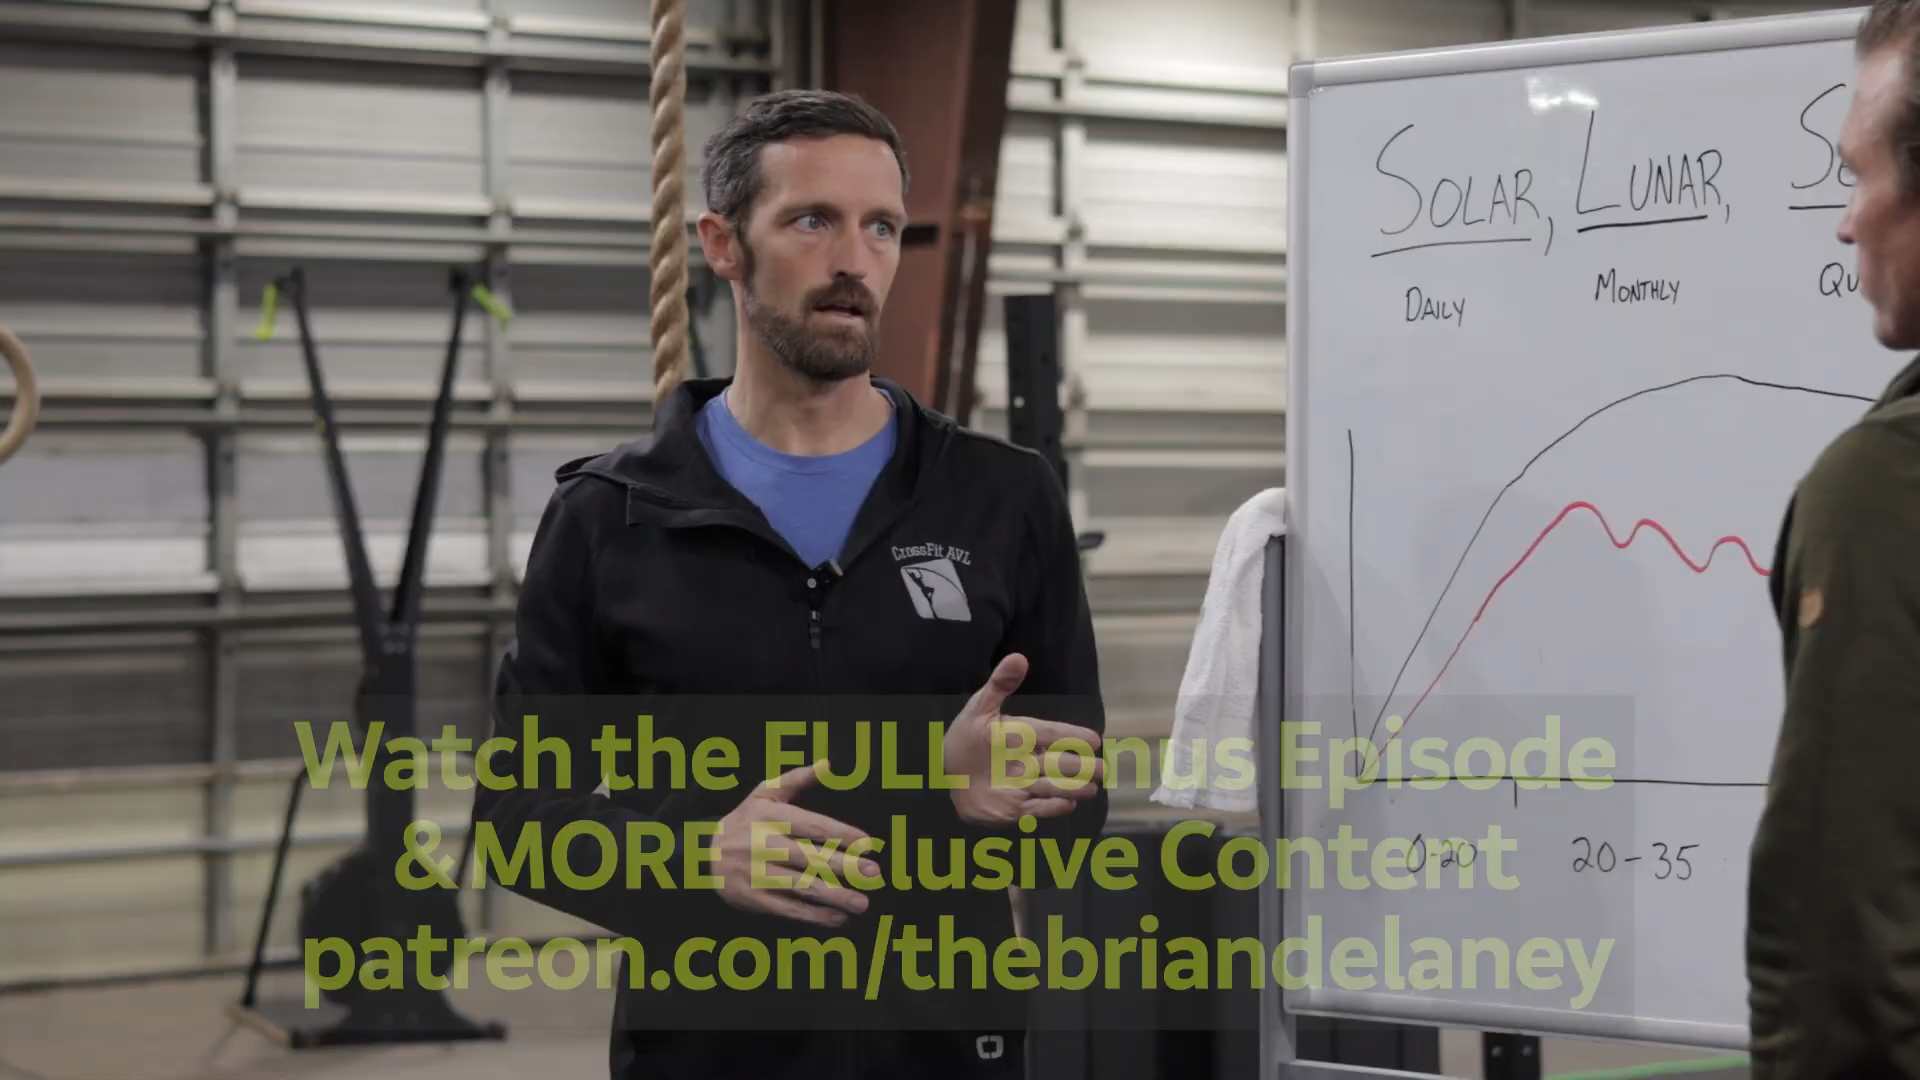 SOLAR, LUNAR,
DAILY MONTHLY
CrossFit AVL
Watch the FULL Bonus Episode
& MORE Exclusive Content
0-20 20-35
patreon.com/thebriandelaney